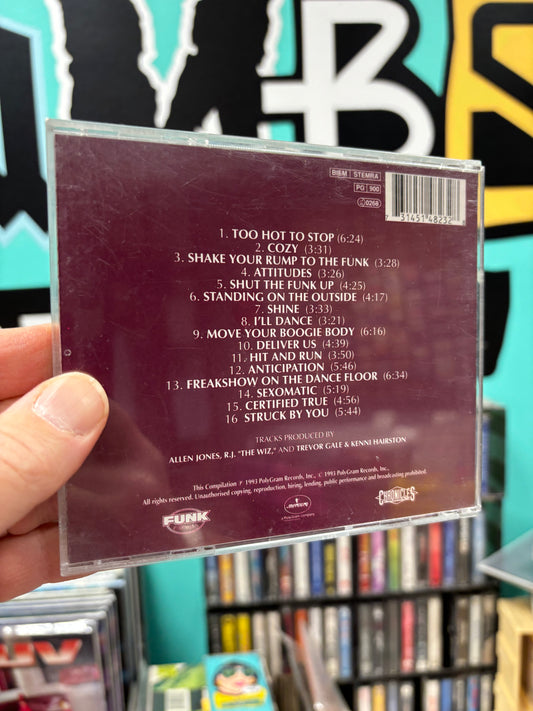 BIEM STEMRA
PG 900
0268
7 31451 48232 8
1. TOO HOT TO STOP (6:24)
2. COZY (3:31)
3. SHAKE YOUR RUMP TO THE FUNK (3:28)
4. ATTITUDES (3:26)
5. SHUT THE FUNK UP (4:25)
6. STANDING ON THE OUTSIDE (4:17)
7. SHINE (3:33)
8. I'LL DANCE (3:21)
9. MOVE YOUR BOOGIE BODY (6:16)
10. DELIVER US (4:39)
11. HIT AND RUN (3:50)
12. ANTICIPATION (5:46)
13. FREAKSHOW ON THE DANCE FLOOR (6:34)
14. SEXOMATIC (5:19)
15. CERTIFIED TRUE (4:56)
16 STRUCK BY YOU (5:44)
TRACKS PRODUCED BY
ALLEN JONES, R.J. "THE WIZ," AND TREVOR GALE & KENNI HAIRSTON
This Compilation ℗ 1993 PolyGram Records, Inc., © 1993 PolyGram Records, Inc.
All rights reserved. Unauthorised copying, reproduction, hiring, lending, public performance and broadcasting prohibited.
FUNK
mercury
a PolyGram company
CHRONICLES